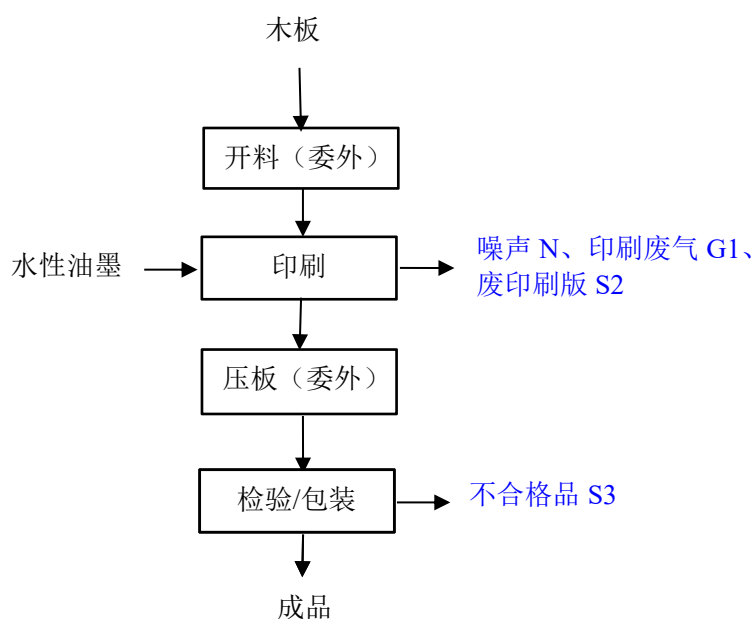 木板
开料（委外）
水性油墨
印刷
噪声 N、印刷废气 G1、
废印刷版 S2
压板（委外）
检验/包装
不合格品 S3
成品